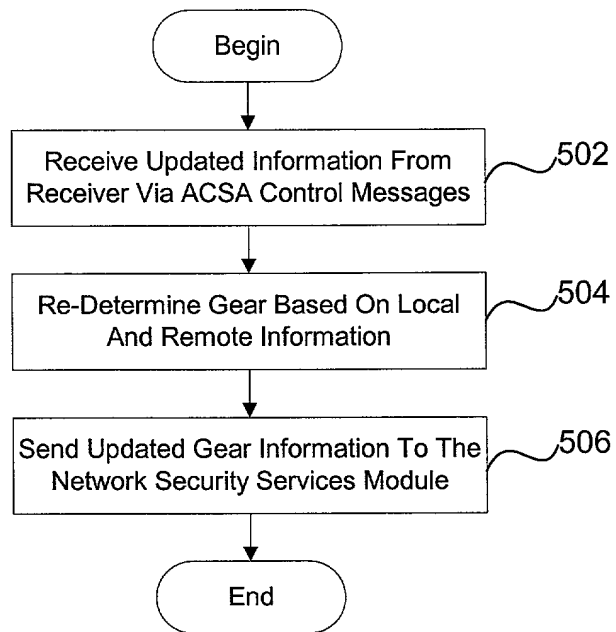 Begin
Receive Updated Information From
Receiver Via ACSA Control Messages
502
Re-Determine Gear Based On Local
And Remote Information
504
Send Updated Gear Information To The
Network Security Services Module
506
End